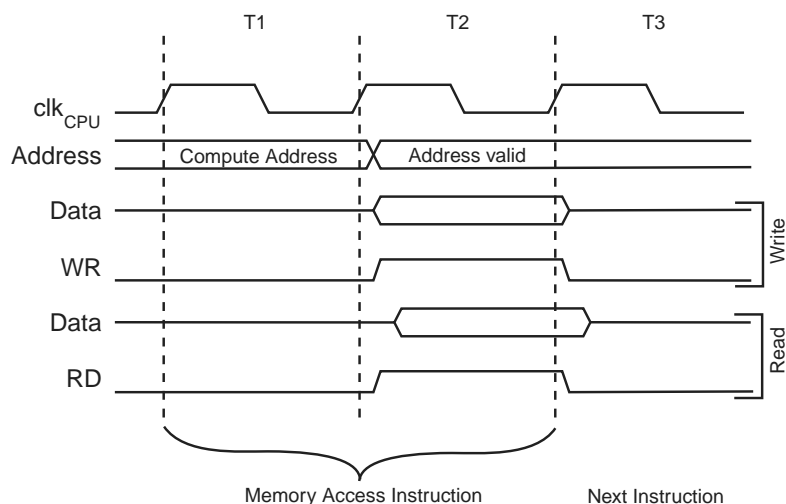 T1 T2 T3
clkCPU
Address Compute Address Address valid
Data
WR
Write
Data
RD
Read
Memory Access Instruction Next Instruction